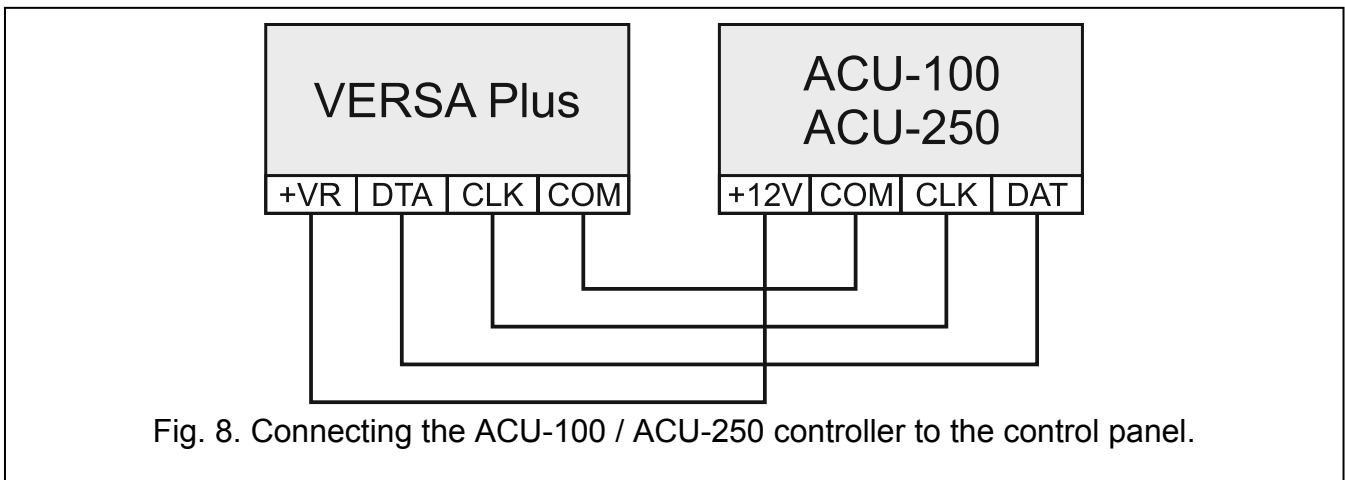 VERSA Plus
+VR DTA CLK COM
ACU-100
ACU-250
+12V COM CLK DAT
Fig. 8. Connecting the ACU-100 / ACU-250 controller to the control panel.